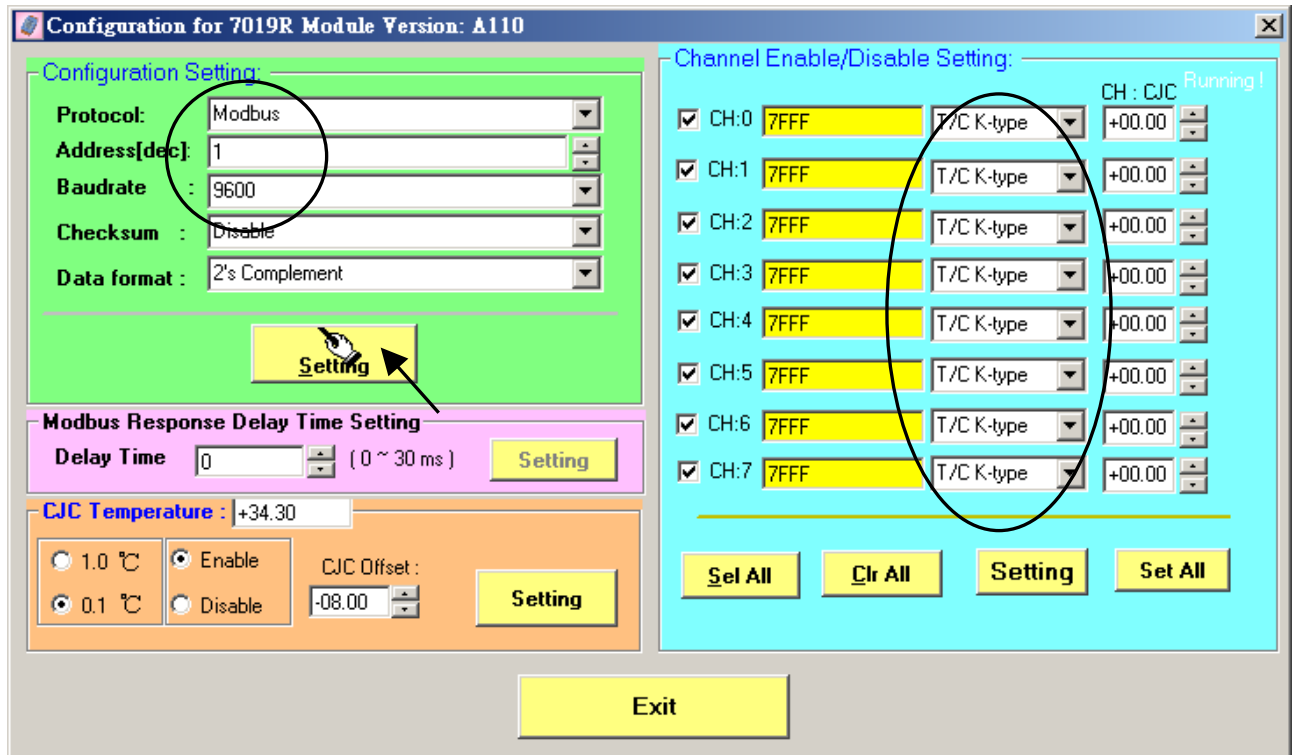 Configuration for 7019R Module Version: A110
Configuration Setting:
Protocol: Modbus
Address[dec]: 1
Baudrate : 9600
Checksum : Disable
Data format : 2's Complement
Setting
Modbus Response Delay Time Setting
Delay Time 0 ( 0 ~ 30 ms ) Setting
CJC Temperature : +34.30
1.0 ℃ Enable CJC Offset :
0.1 ℃ Disable -08.00 Setting
Channel Enable/Disable Setting:
Running !
CH : CJC
CH:0 7FFF T/C K-type +00.00
CH:1 7FFF T/C K-type +00.00
CH:2 7FFF T/C K-type +00.00
CH:3 7FFF T/C K-type +00.00
CH:4 7FFF T/C K-type +00.00
CH:5 7FFF T/C K-type +00.00
CH:6 7FFF T/C K-type +00.00
CH:7 7FFF T/C K-type +00.00
Sel All Clr All Setting Set All
Exit